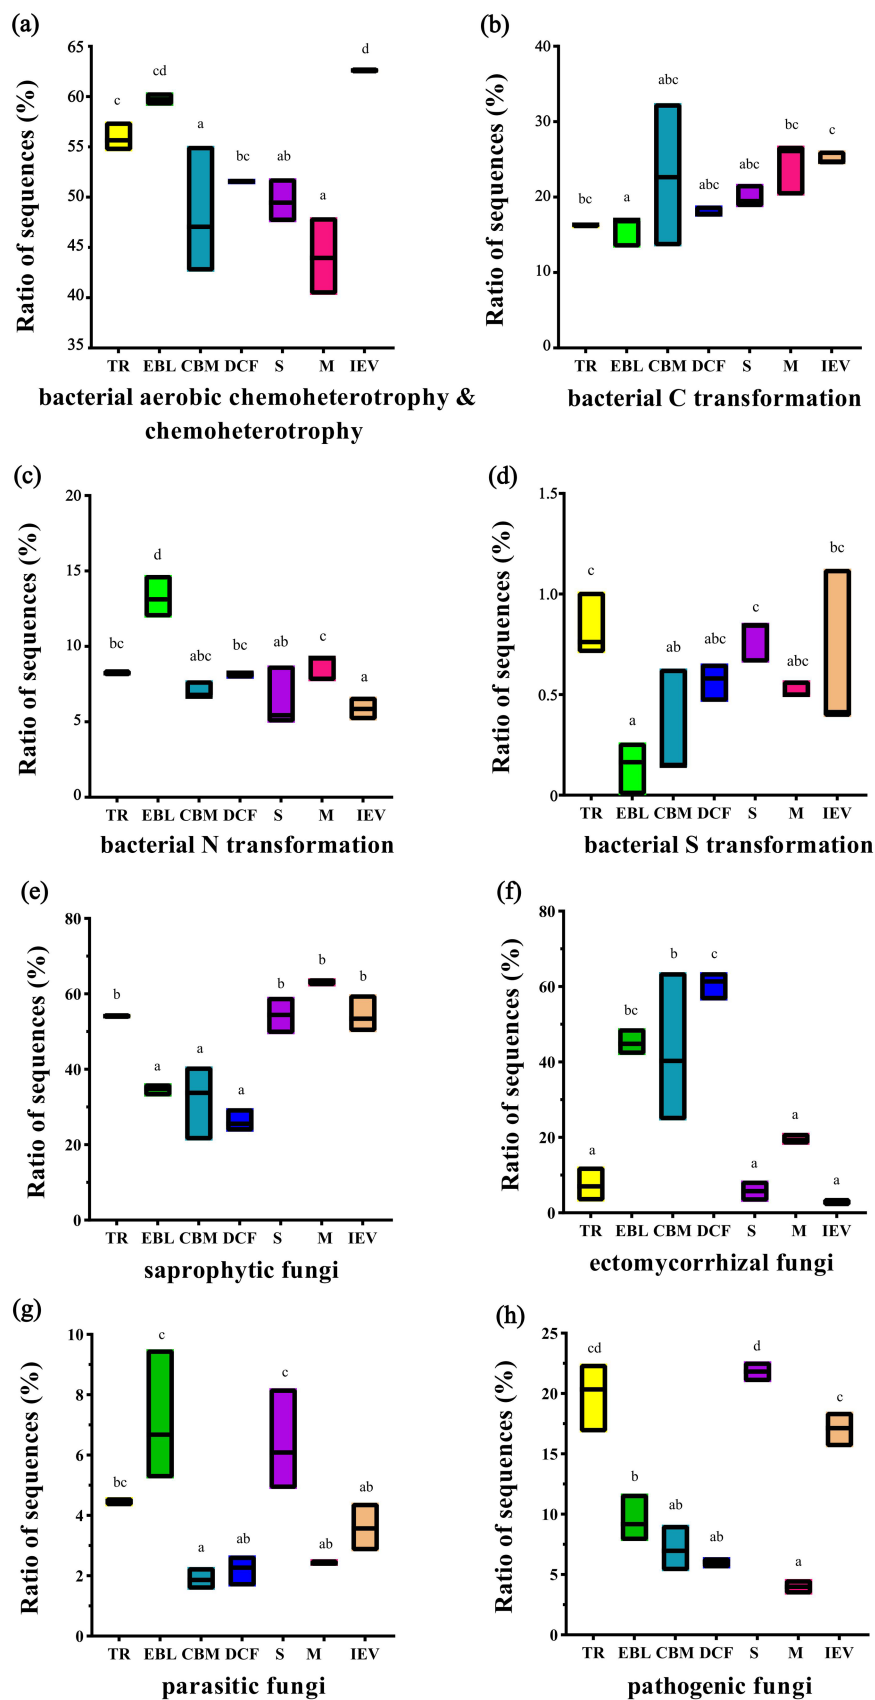 (a)
Ratio of sequences (%)
65
60
55
50
45
40
35
c
cd
a
bc
ab
a
d
TR EBL CBM DCF S M IEV
bacterial aerobic chemoheterotrophy &
chemoheterotrophy
(b)
Ratio of sequences (%)
40
30
20
10
0
bc
a
abc
abc
abc
bc
c
TR EBL CBM DCF S M IEV
bacterial C transformation
(c)
Ratio of sequences (%)
20
15
10
5
0
bc
d
abc
bc
ab
c
a
TR EBL CBM DCF S M IEV
bacterial N transformation
(d)
Ratio of sequences (%)
1.5
1.0
0.5
0
c
a
ab
abc
c
abc
bc
TR EBL CBM DCF S M IEV
bacterial S transformation
(e)
Ratio of sequences (%)
80
60
40
20
0
b
a
a
a
b
b
b
TR EBL CBM DCF S M IEV
saprophytic fungi
(f)
Ratio of sequences (%)
80
60
40
20
0
a
bc
b
c
a
a
a
TR EBL CBM DCF S M IEV
ectomycorrhizal fungi
(g)
Ratio of sequences (%)
10
8
6
4
2
0
bc
c
a
ab
c
ab
ab
TR EBL CBM DCF S M IEV
parasitic fungi
(h)
Ratio of sequences (%)
25
20
15
10
5
0
cd
b
ab
ab
d
a
c
TR EBL CBM DCF S M IEV
pathogenic fungi